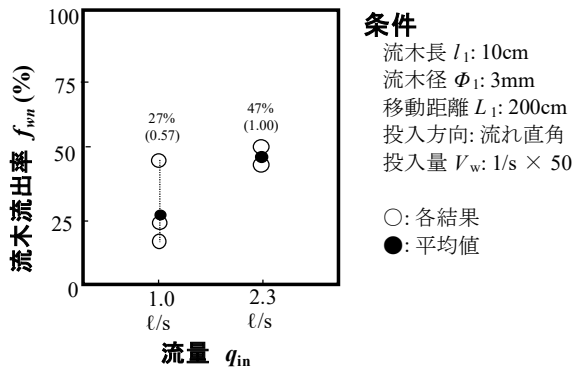 100
75
50
25
0
流木流出率 fwn (%)
27%
(0.57)
47%
(1.00)
1.0
ℓ/s
2.3
ℓ/s
流量 qin
条件
流木長 l1: 10cm
流木径 Φ1: 3mm
移動距離 L1: 200cm
投入方向: 流れ直角
投入量 Vw: 1/s × 50
○: 各結果
●: 平均値